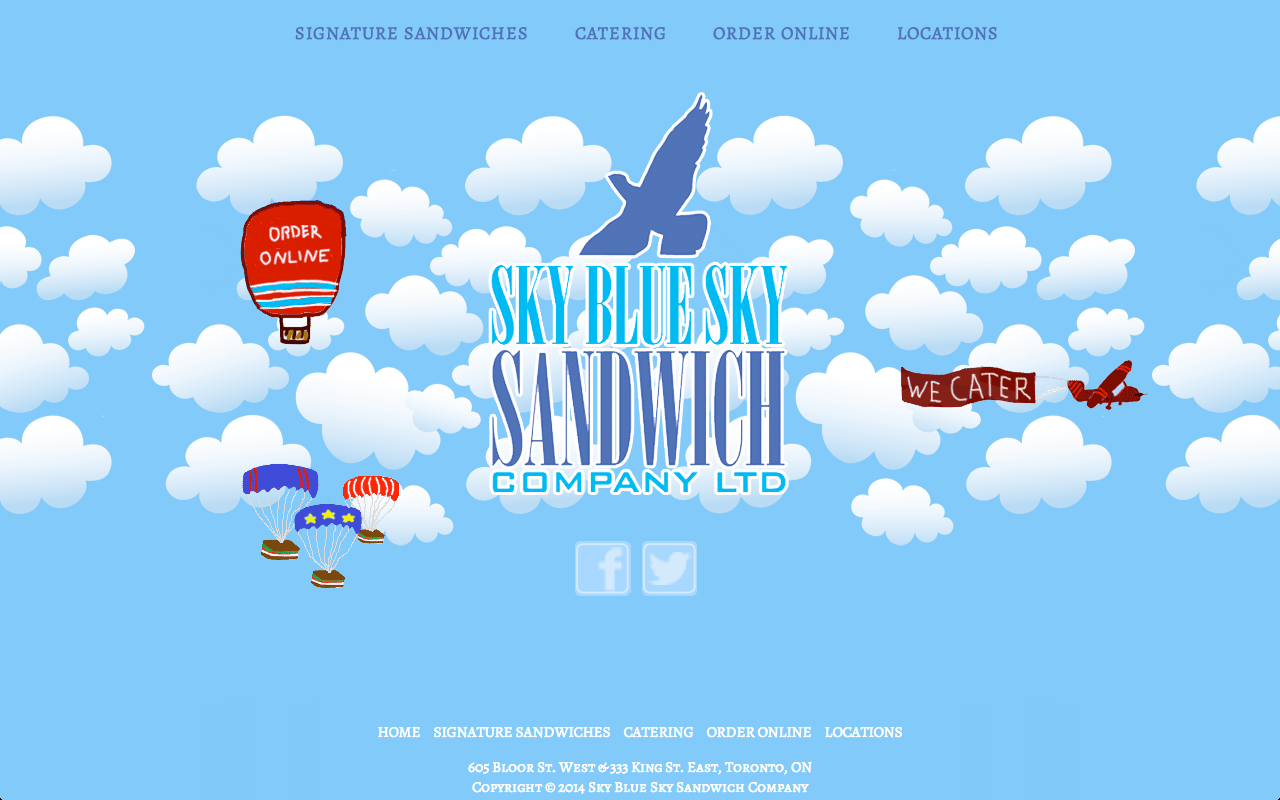 SIGNATURE SANDWICHES CATERING ORDER ONLINE LOCATIONS
ORDER
ONLINE
SKY BLUE SKY
SANDWICH
COMPANY LTD
WE CATER
HOME SIGNATURE SANDWICHES CATERING ORDER ONLINE LOCATIONS
605 Bloor St. West & 333 King St. East, Toronto, ON
Copyright © 2014 Sky Blue Sky Sandwich Company